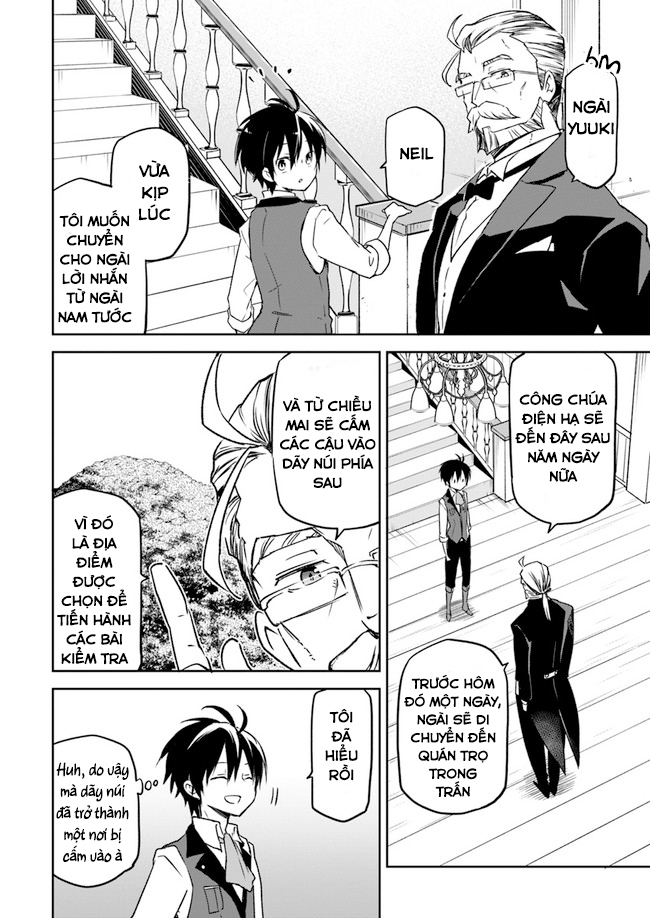 NGÀI
YUUKI
NEIL
VỪA
KỊP
LÚC
TÔI MUỐN
CHUYỂN
CHO NGÀI
LỜI NHẮN
TỪ NGÀI
NAM TƯỚC
CÔNG CHÚA
ĐIỆN HẠ SẼ
ĐẾN ĐÂY SAU
NĂM NGÀY
NỮA
TRƯỚC HÔM
ĐÓ MỘT NGÀY,
NGÀI SẼ DI
CHUYỂN ĐẾN
QUÁN TRỌ
TRONG
TRẤN
VÀ TỪ CHIỀU
MAI SẼ CẤM
CÁC CẬU VÀO
DÃY NÚI PHÍA
SAU
VÌ ĐÓ
LÀ ĐỊA
ĐIỂM
ĐƯỢC
CHỌN ĐỂ
TIẾN HÀNH
CÁC BÀI
KIỂM TRA
TÔI
ĐÃ
HIỂU
RỒI
Huh, do vậy
mà dãy núi
đã trở thành
một nơi bị
cấm vào à